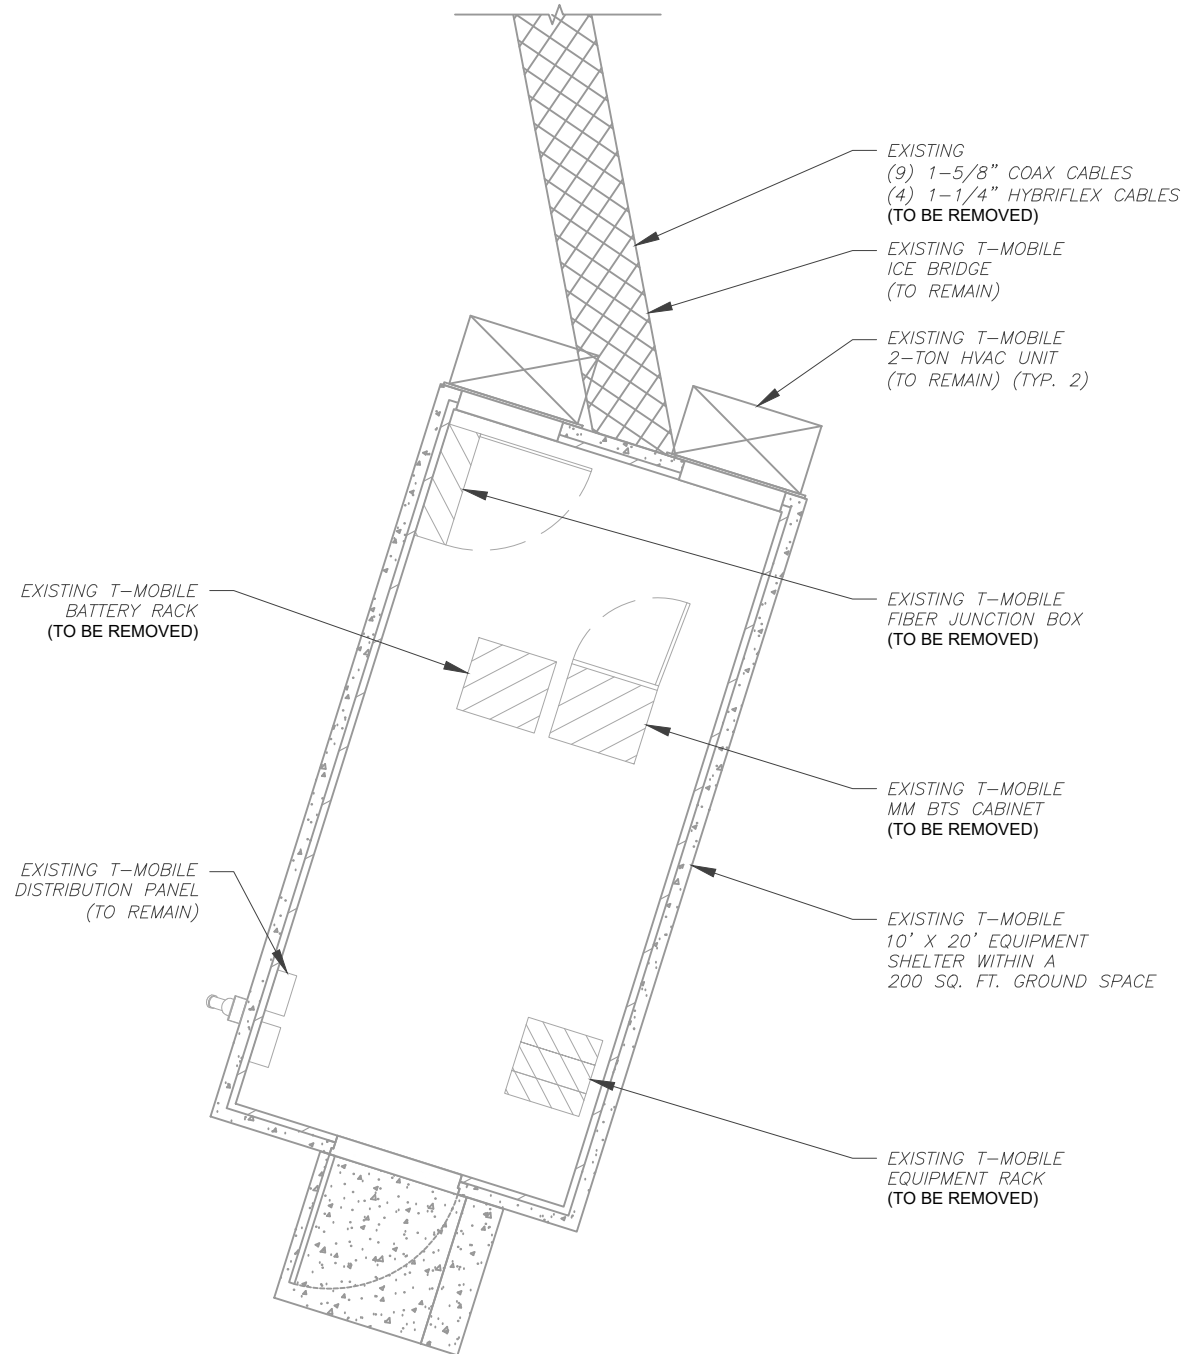 EXISTING
(9) 1-5/8" COAX CABLES
(4) 1-1/4" HYBRIFLEX CABLES
(TO BE REMOVED)
EXISTING T-MOBILE
ICE BRIDGE
(TO REMAIN)
EXISTING T-MOBILE
2-TON HVAC UNIT
(TO REMAIN) (TYP. 2)
EXISTING T-MOBILE
BATTERY RACK
(TO BE REMOVED)
EXISTING T-MOBILE
FIBER JUNCTION BOX
(TO BE REMOVED)
EXISTING T-MOBILE
MM BTS CABINET
(TO BE REMOVED)
EXISTING T-MOBILE
DISTRIBUTION PANEL
(TO REMAIN)
EXISTING T-MOBILE
10' X 20' EQUIPMENT
SHELTER WITHIN A
200 SQ. FT. GROUND SPACE
EXISTING T-MOBILE
EQUIPMENT RACK
(TO BE REMOVED)